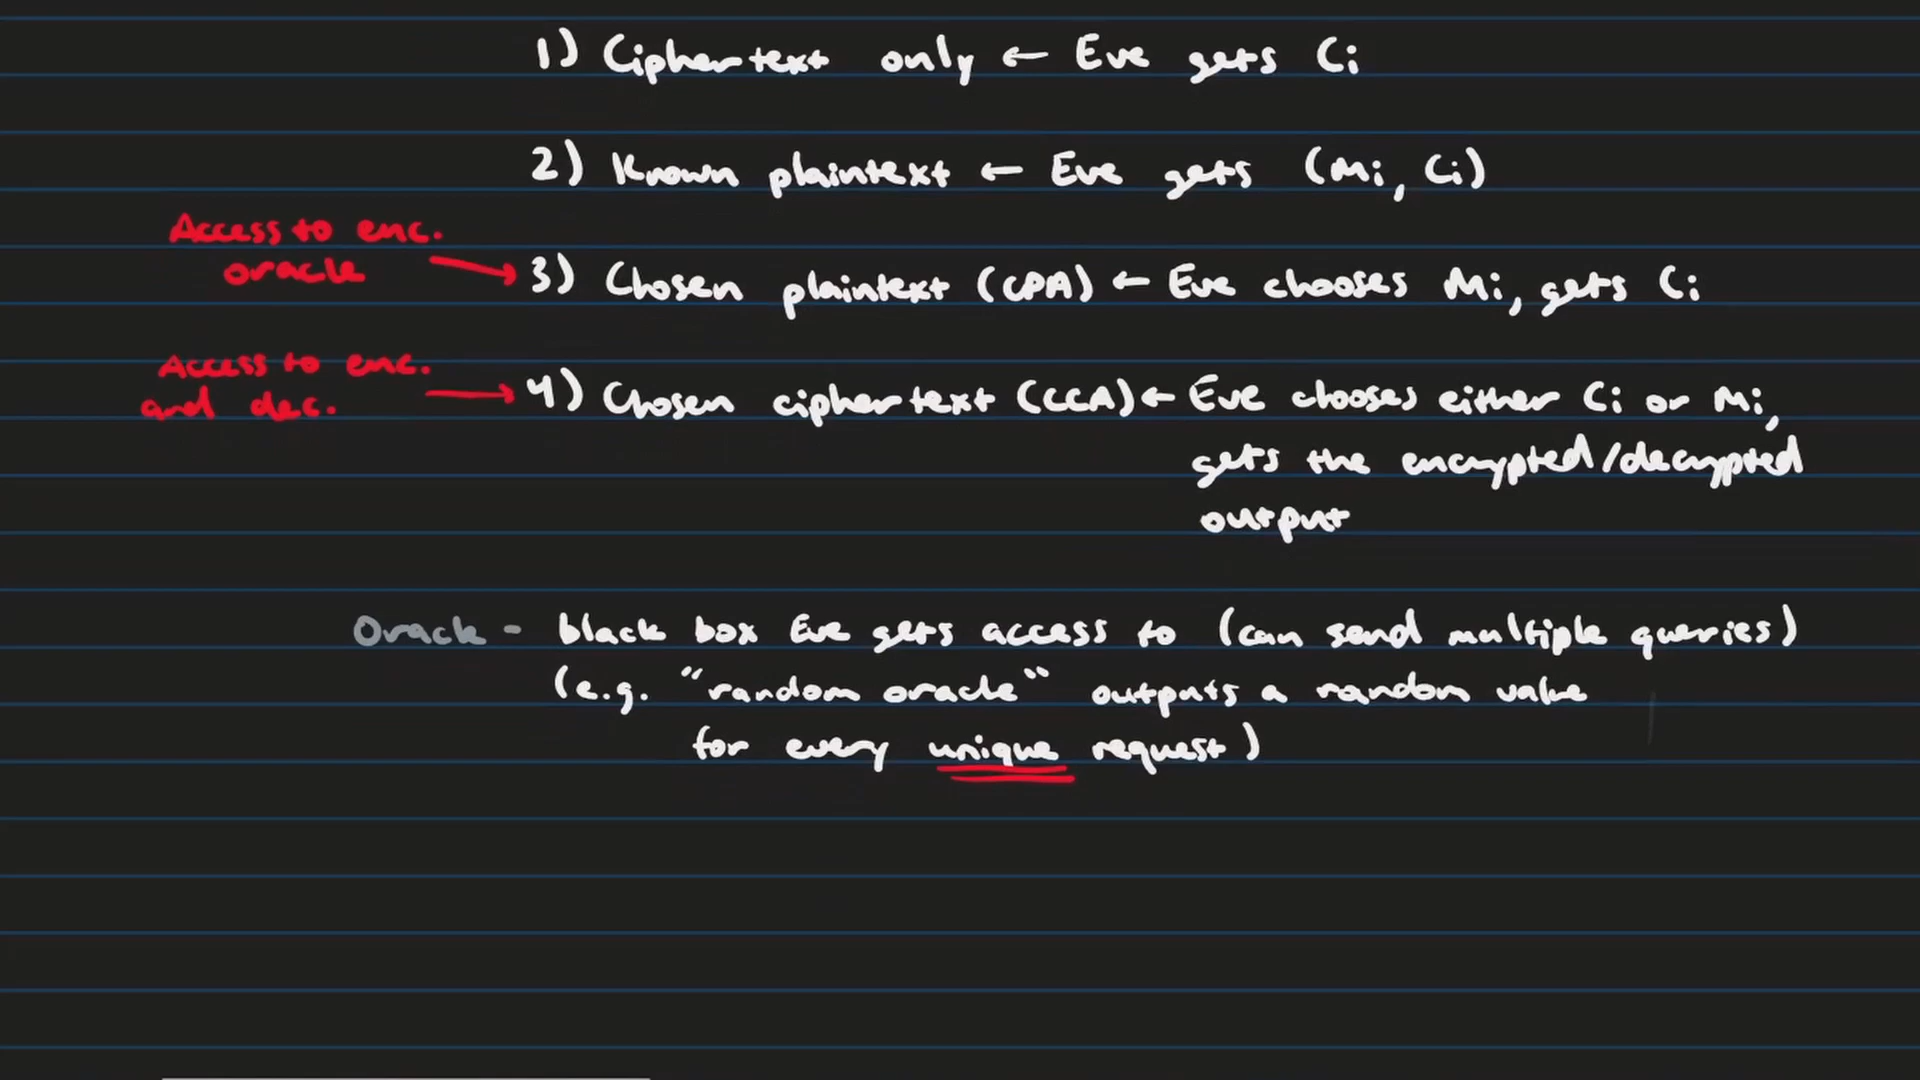 1) Ciphertext only ← Eve gets Ci
2) Known plaintext ← Eve gets (Mi, Ci)
Access to enc.
oracle →
3) Chosen plaintext (CPA) ← Eve chooses Mi, gets Ci
Access to enc.
and dec. →
4) Chosen ciphertext (CCA) ← Eve chooses either Ci or Mi,
gets the encrypted/decrypted
output
Oracle - black box Eve gets access to (can send multiple queries)
(e.g. "random oracle" outputs a random value
for every unique request)